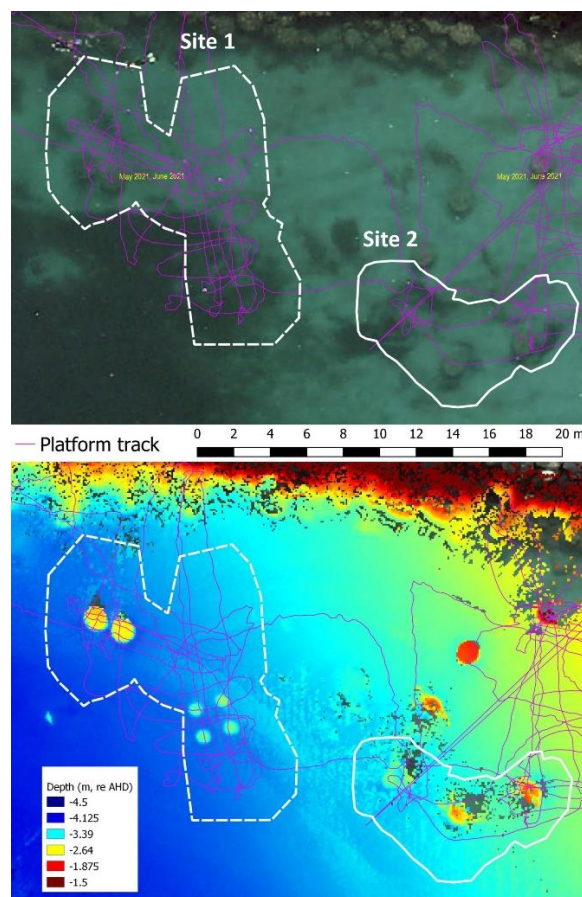 Site 1
May 2021, June 2021
May 2021, June 2021
Site 2
Platform track
0 2 4 6 8 10 12 14 16 18 20 m
Depth (m, re AHD)
-4.5
-4.125
-3.39
-2.64
-1.875
-1.5